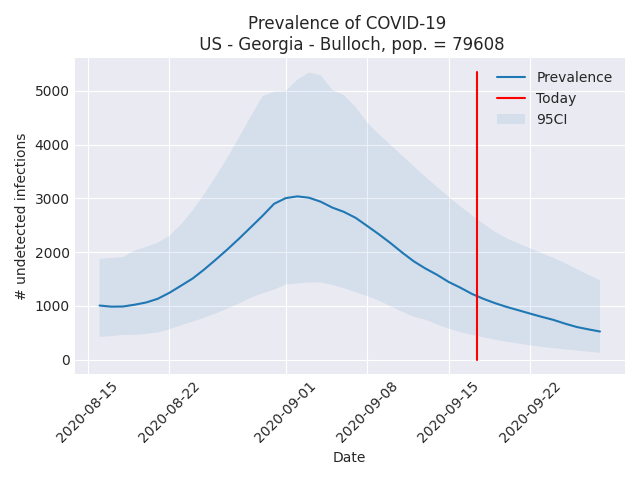 Prevalence of COVID-19
US - Georgia - Bulloch, pop. = 79608
Prevalence
Today
95CI
# undetected infections
5000
4000
3000
2000
1000
0
2020-08-15
2020-08-22
2020-09-01
2020-09-08
2020-09-15
2020-09-22
Date